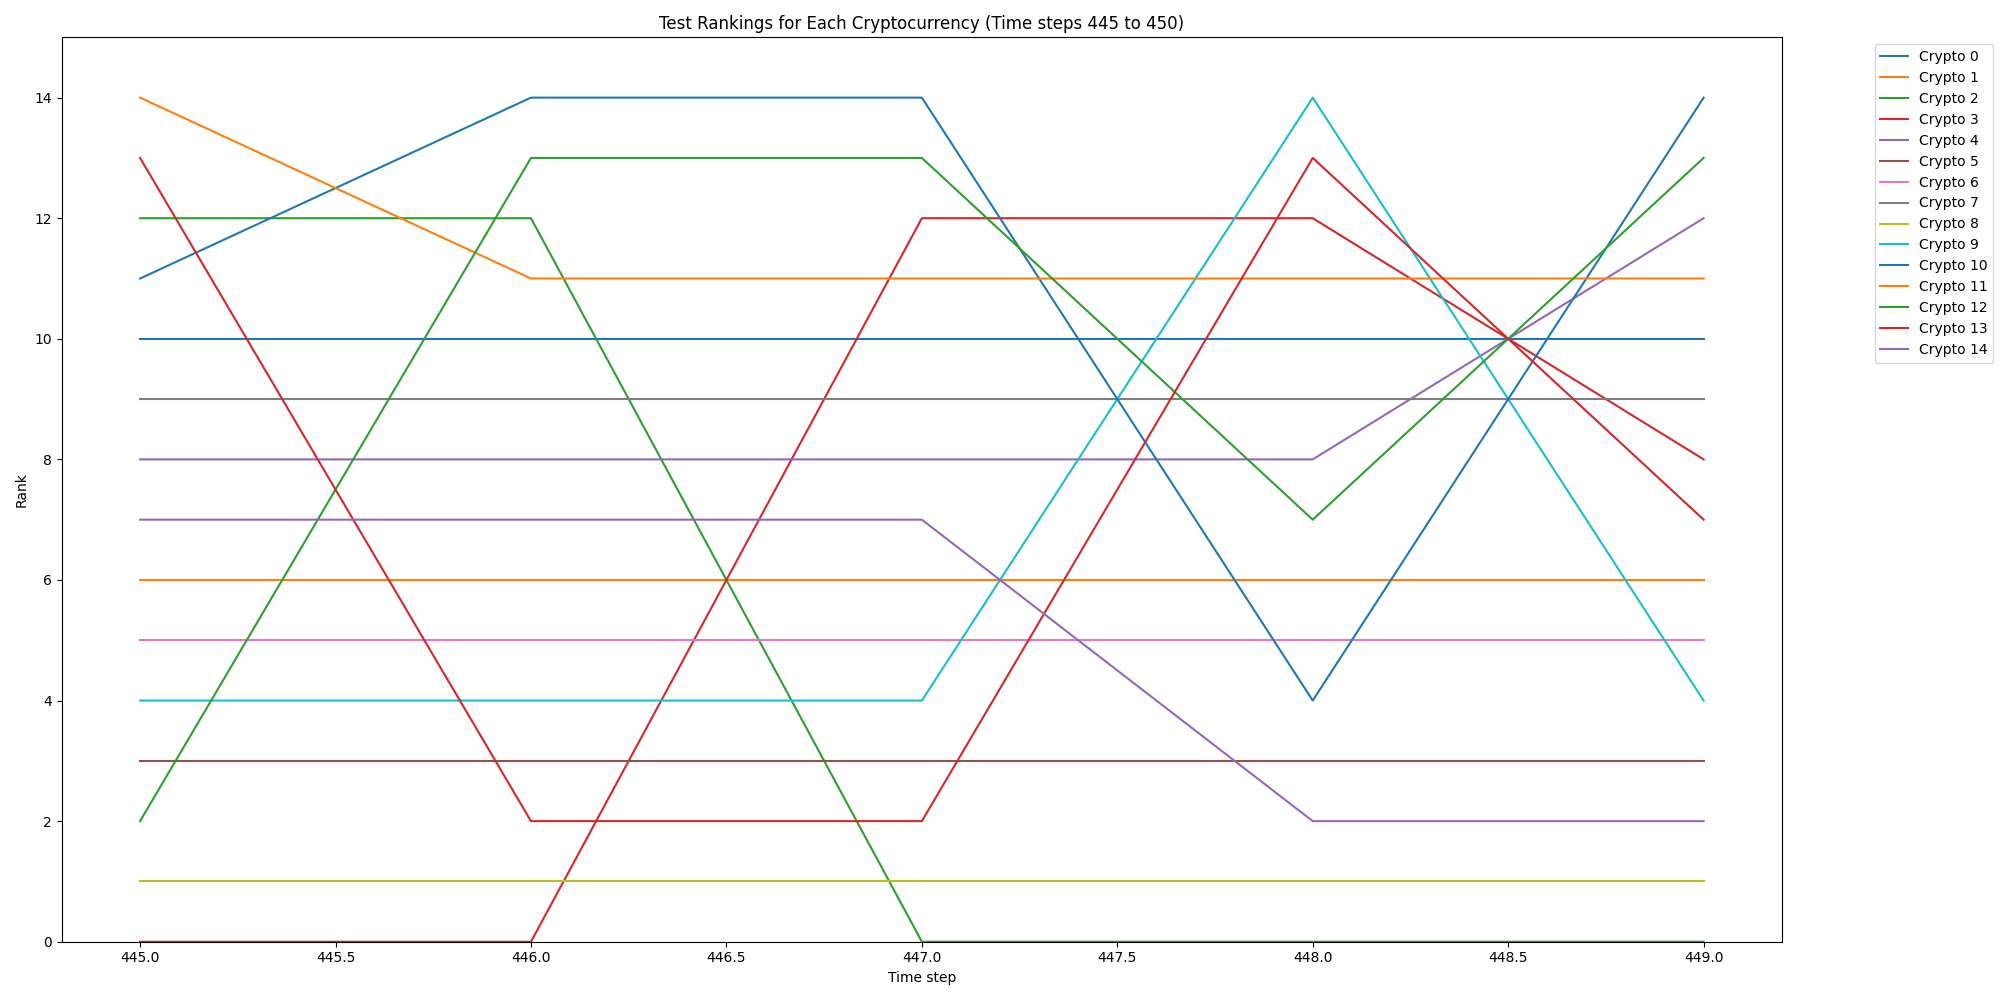 Test Rankings for Each Cryptocurrency (Time steps 445 to 450)
Rank
14
12
10
8
6
4
2
0
445.0 445.5 446.0 446.5 447.0 447.5 448.0 448.5 449.0
Time step
Crypto 0
Crypto 1
Crypto 2
Crypto 3
Crypto 4
Crypto 5
Crypto 6
Crypto 7
Crypto 8
Crypto 9
Crypto 10
Crypto 11
Crypto 12
Crypto 13
Crypto 14